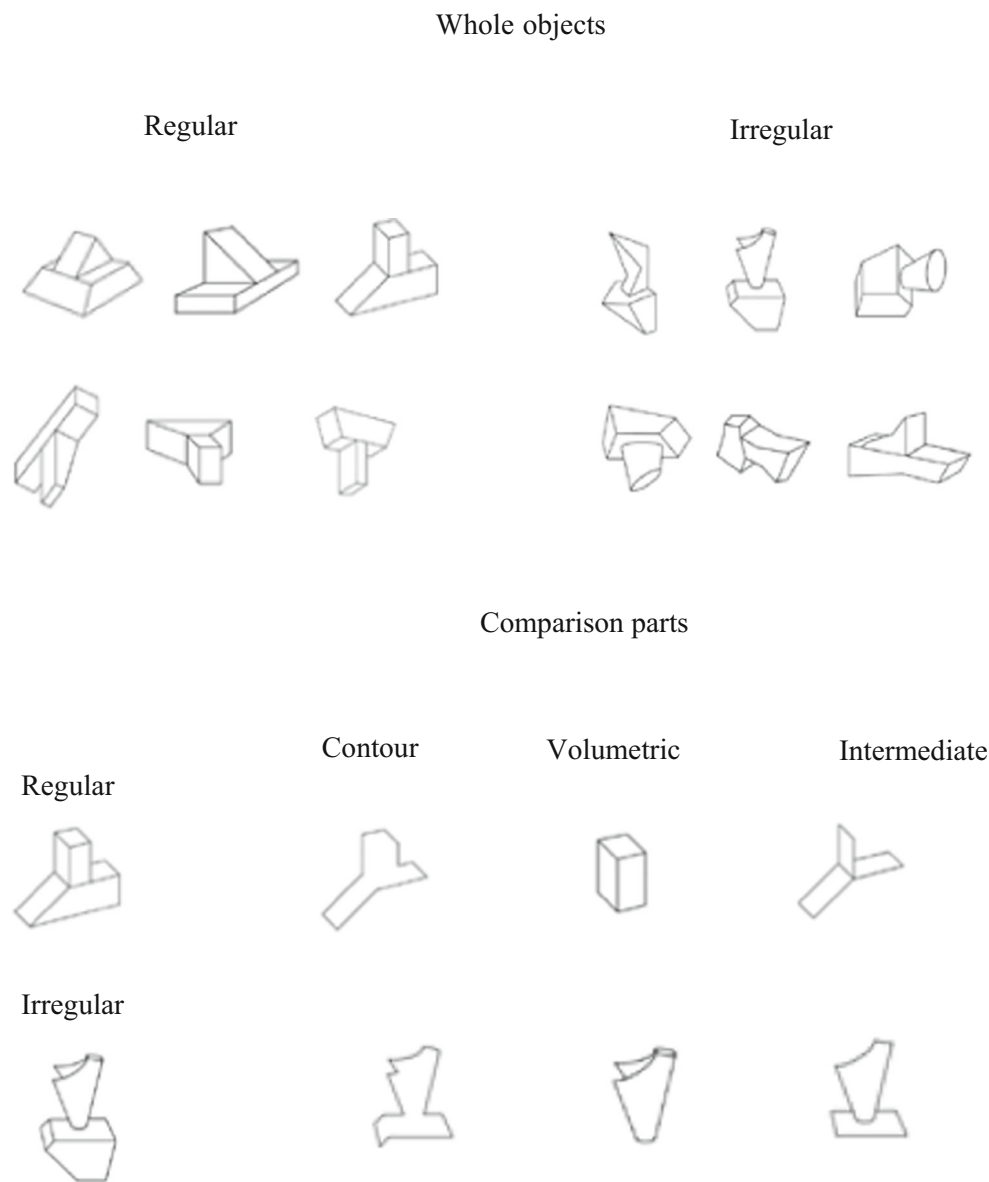 Whole objects
Regular
Irregular
Comparison parts
Contour
Volumetric
Intermediate
Regular
Irregular